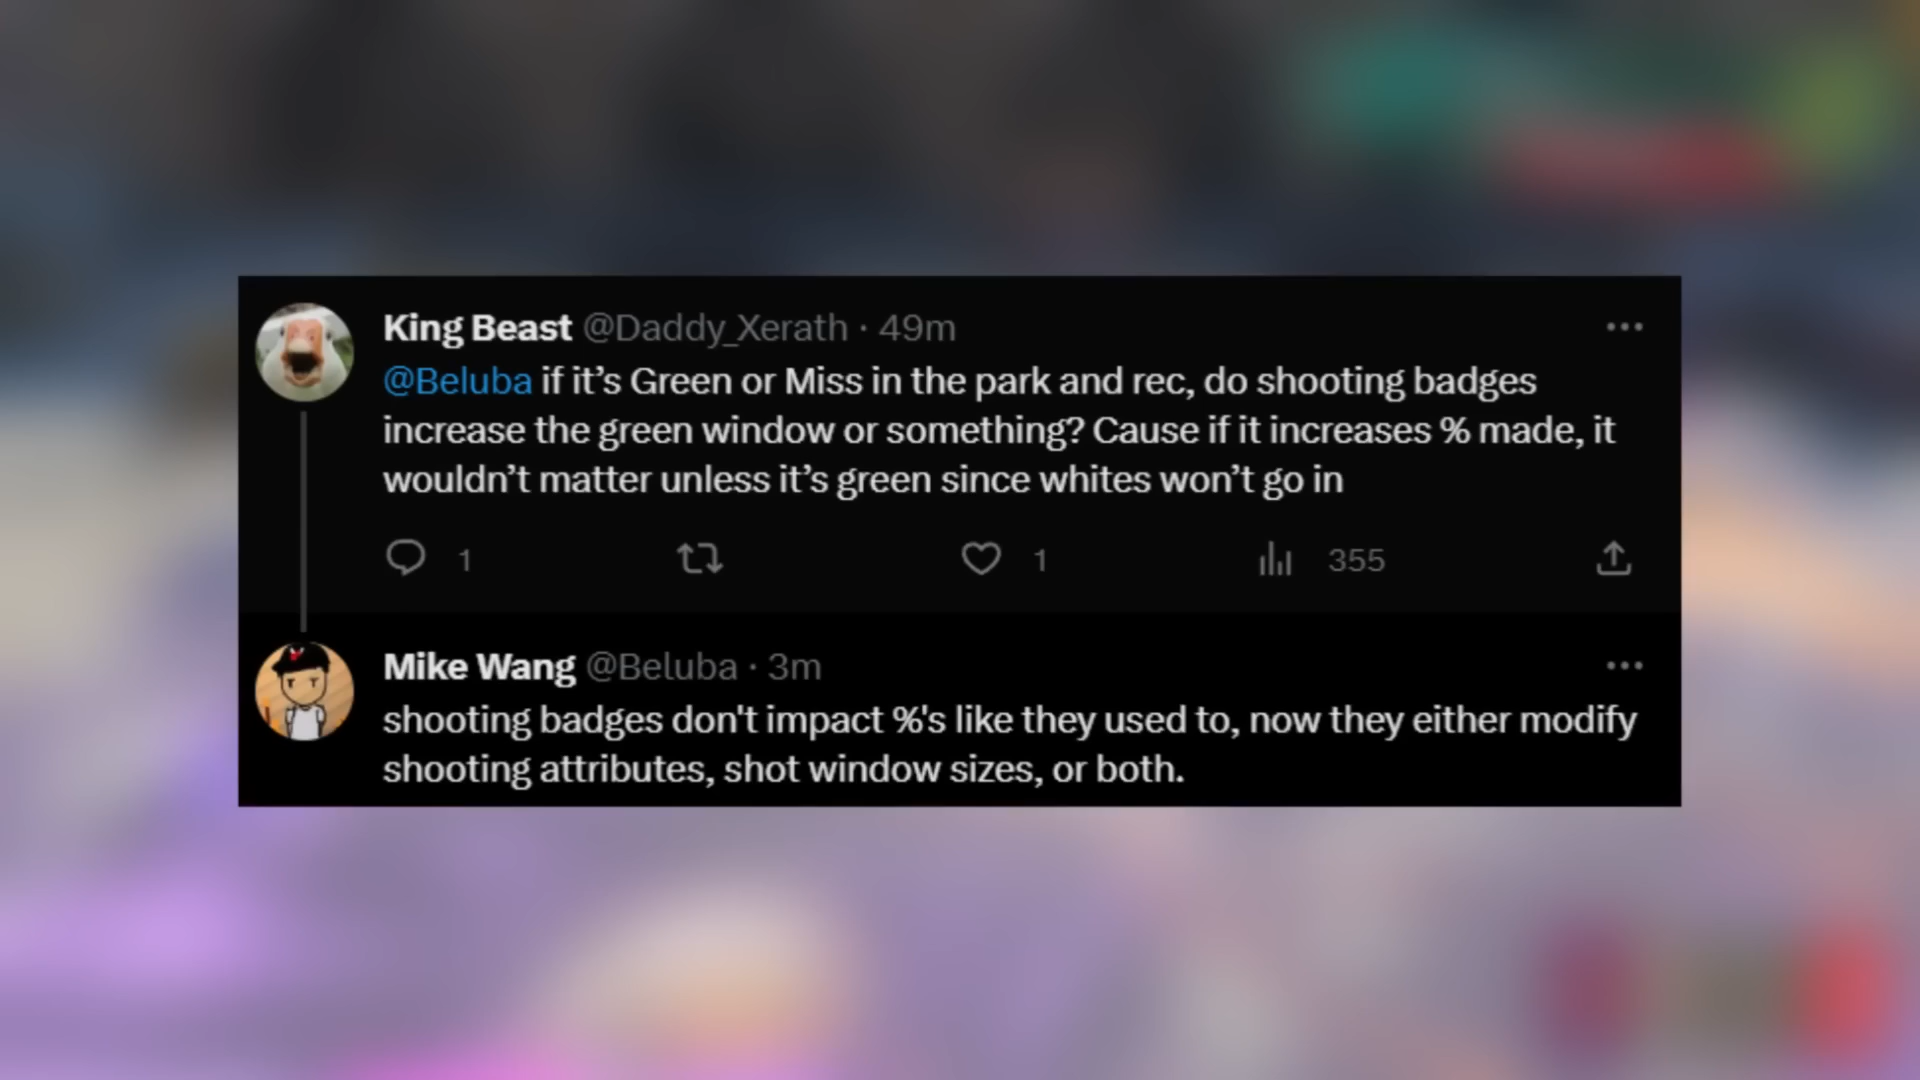 King Beast @Daddy_Xerath · 49m
@Beluba if it’s Green or Miss in the park and rec, do shooting badges
increase the green window or something? Cause if it increases % made, it
wouldn’t matter unless it’s green since whites won’t go in
1 1 355
Mike Wang @Beluba · 3m
shooting badges don't impact %'s like they used to, now they either modify
shooting attributes, shot window sizes, or both.